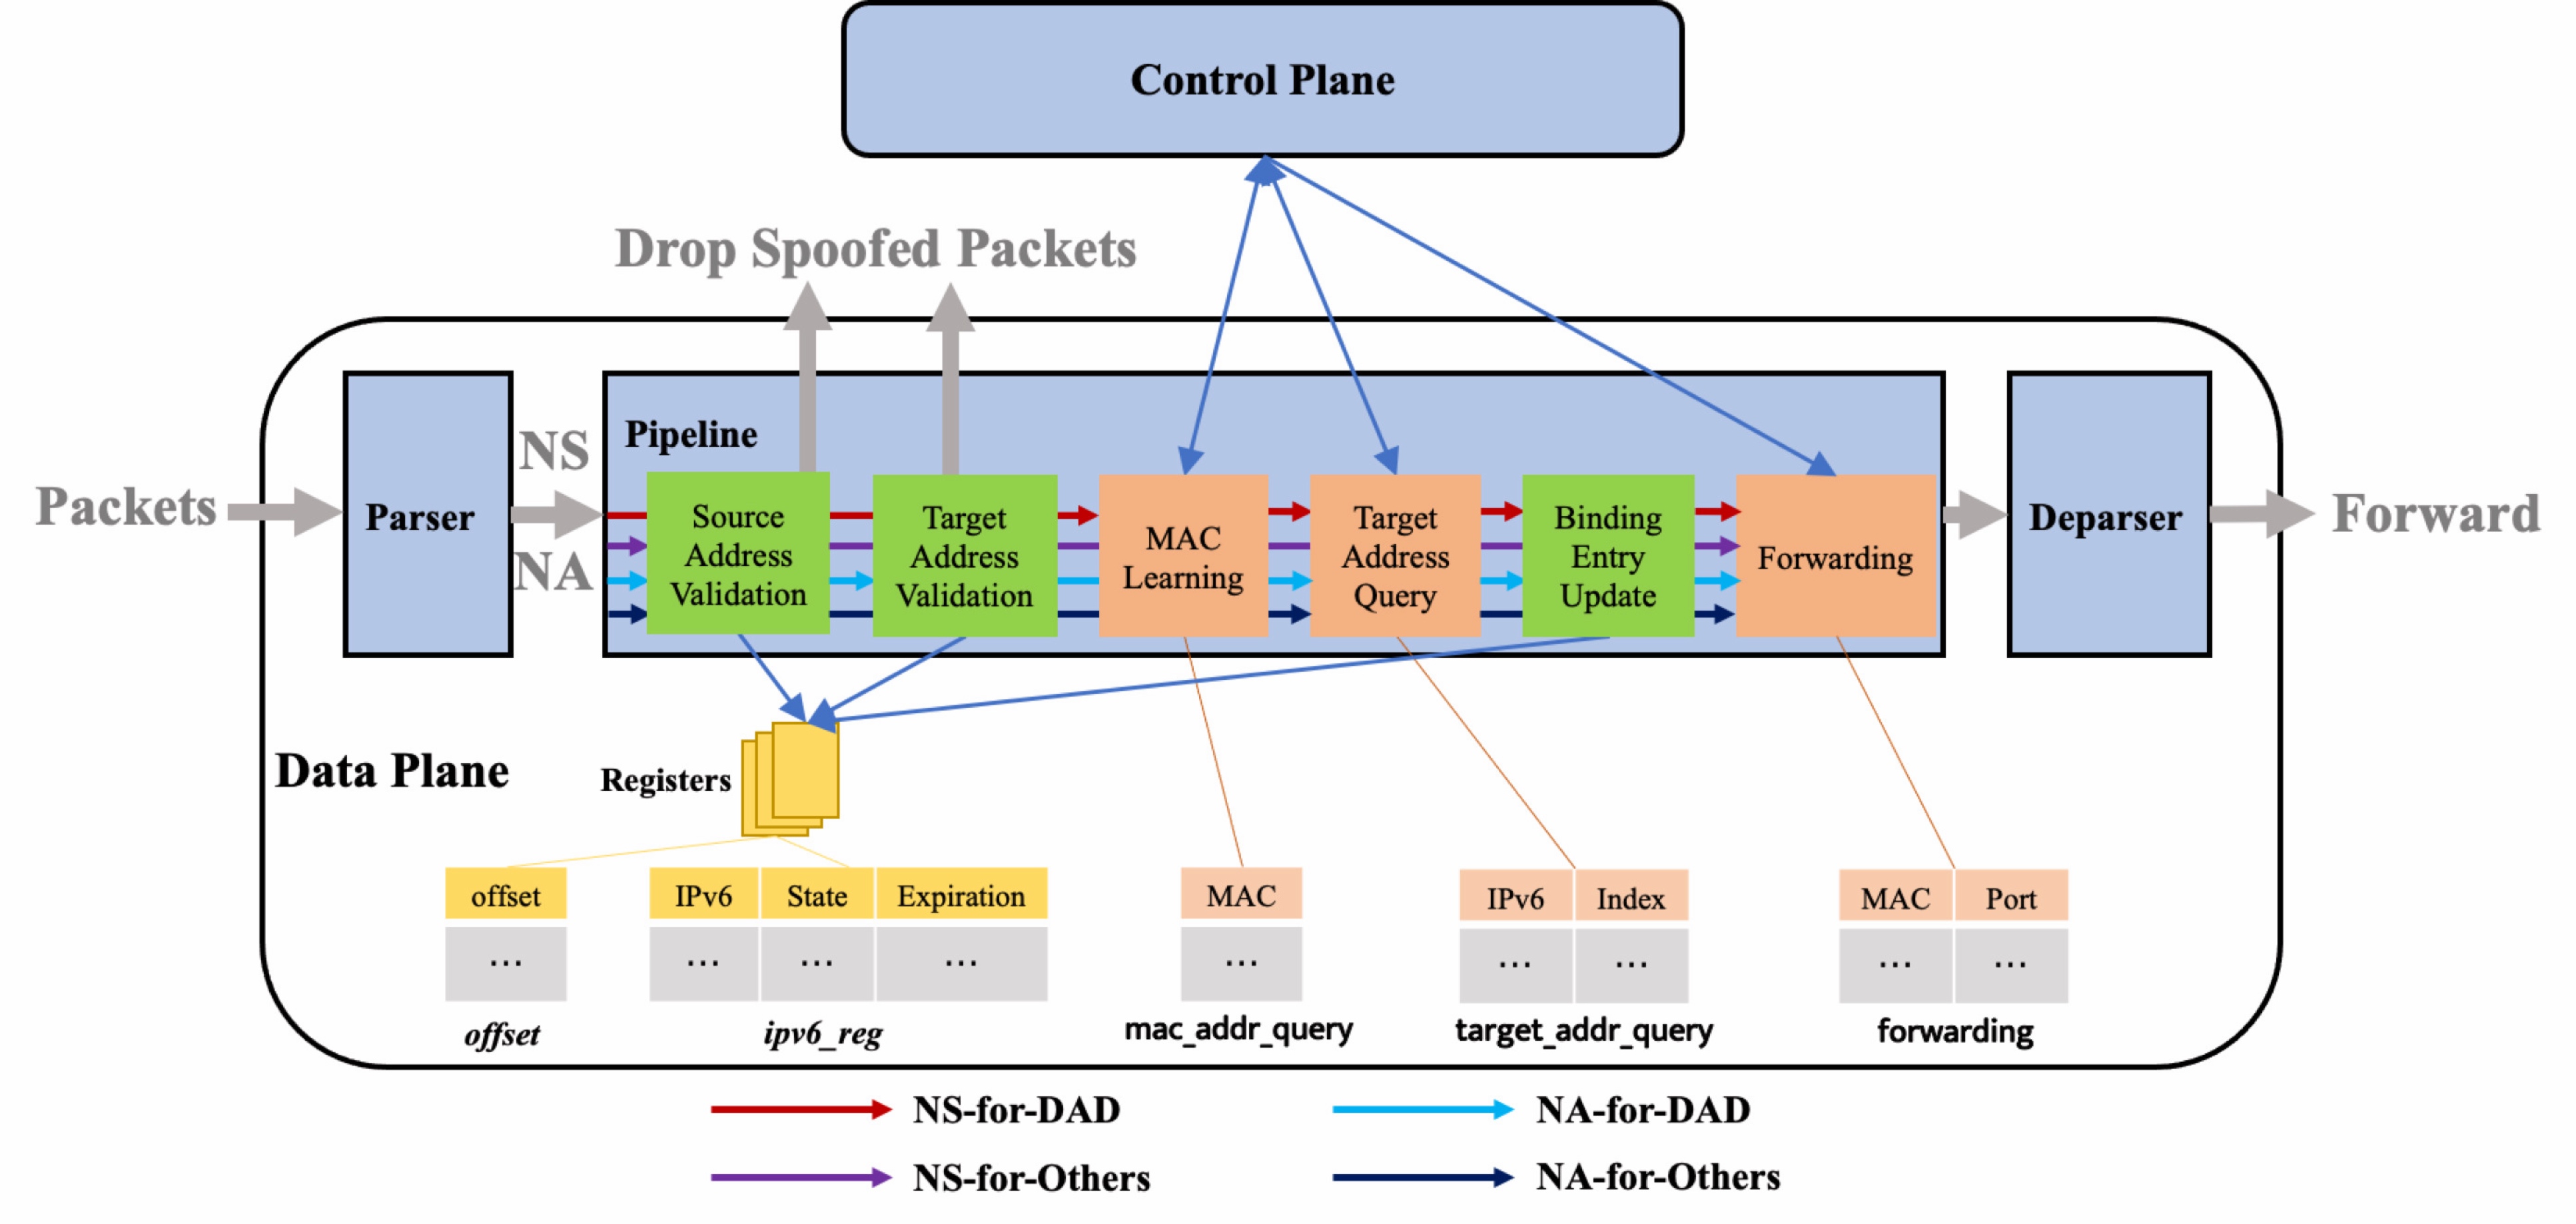 Control Plane
Drop Spoofed Packets
Pipeline
NS
NA
Packets
Parser
Source
Address
Validation
Target
Address
Validation
MAC
Learning
Target
Address
Query
Binding
Entry
Update
Forwarding
Deparser
Forward
Data Plane
Registers
offset
...
offset
IPv6 State Expiration
... ... ...
ipv6_reg
MAC
...
mac_addr_query
IPv6 Index
... ...
target_addr_query
MAC Port
... ...
forwarding
NS-for-DAD
NA-for-DAD
NS-for-Others
NA-for-Others